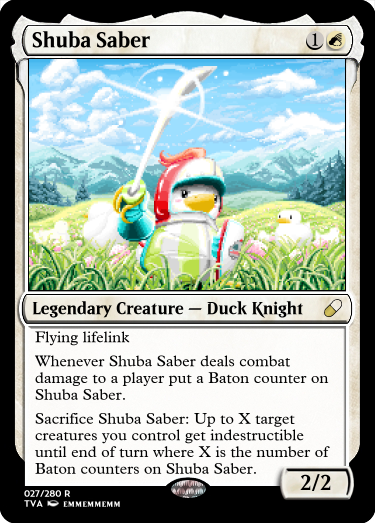 Shuba Saber 1
Legendary Creature — Duck Knight
Flying lifelink
Whenever Shuba Saber deals combat
damage to a player put a Baton counter on
Shuba Saber.
Sacrifice Shuba Saber: Up to X target
creatures you control get indestructible
until end of turn where X is the number of
Baton counters on Shuba Saber.
2/2
027/280 R
TVA EMMEMMEMM